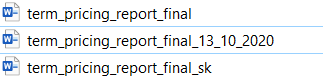 term_pricing_report_final
term_pricing_report_final_13_10_2020
term_pricing_report_final_sk